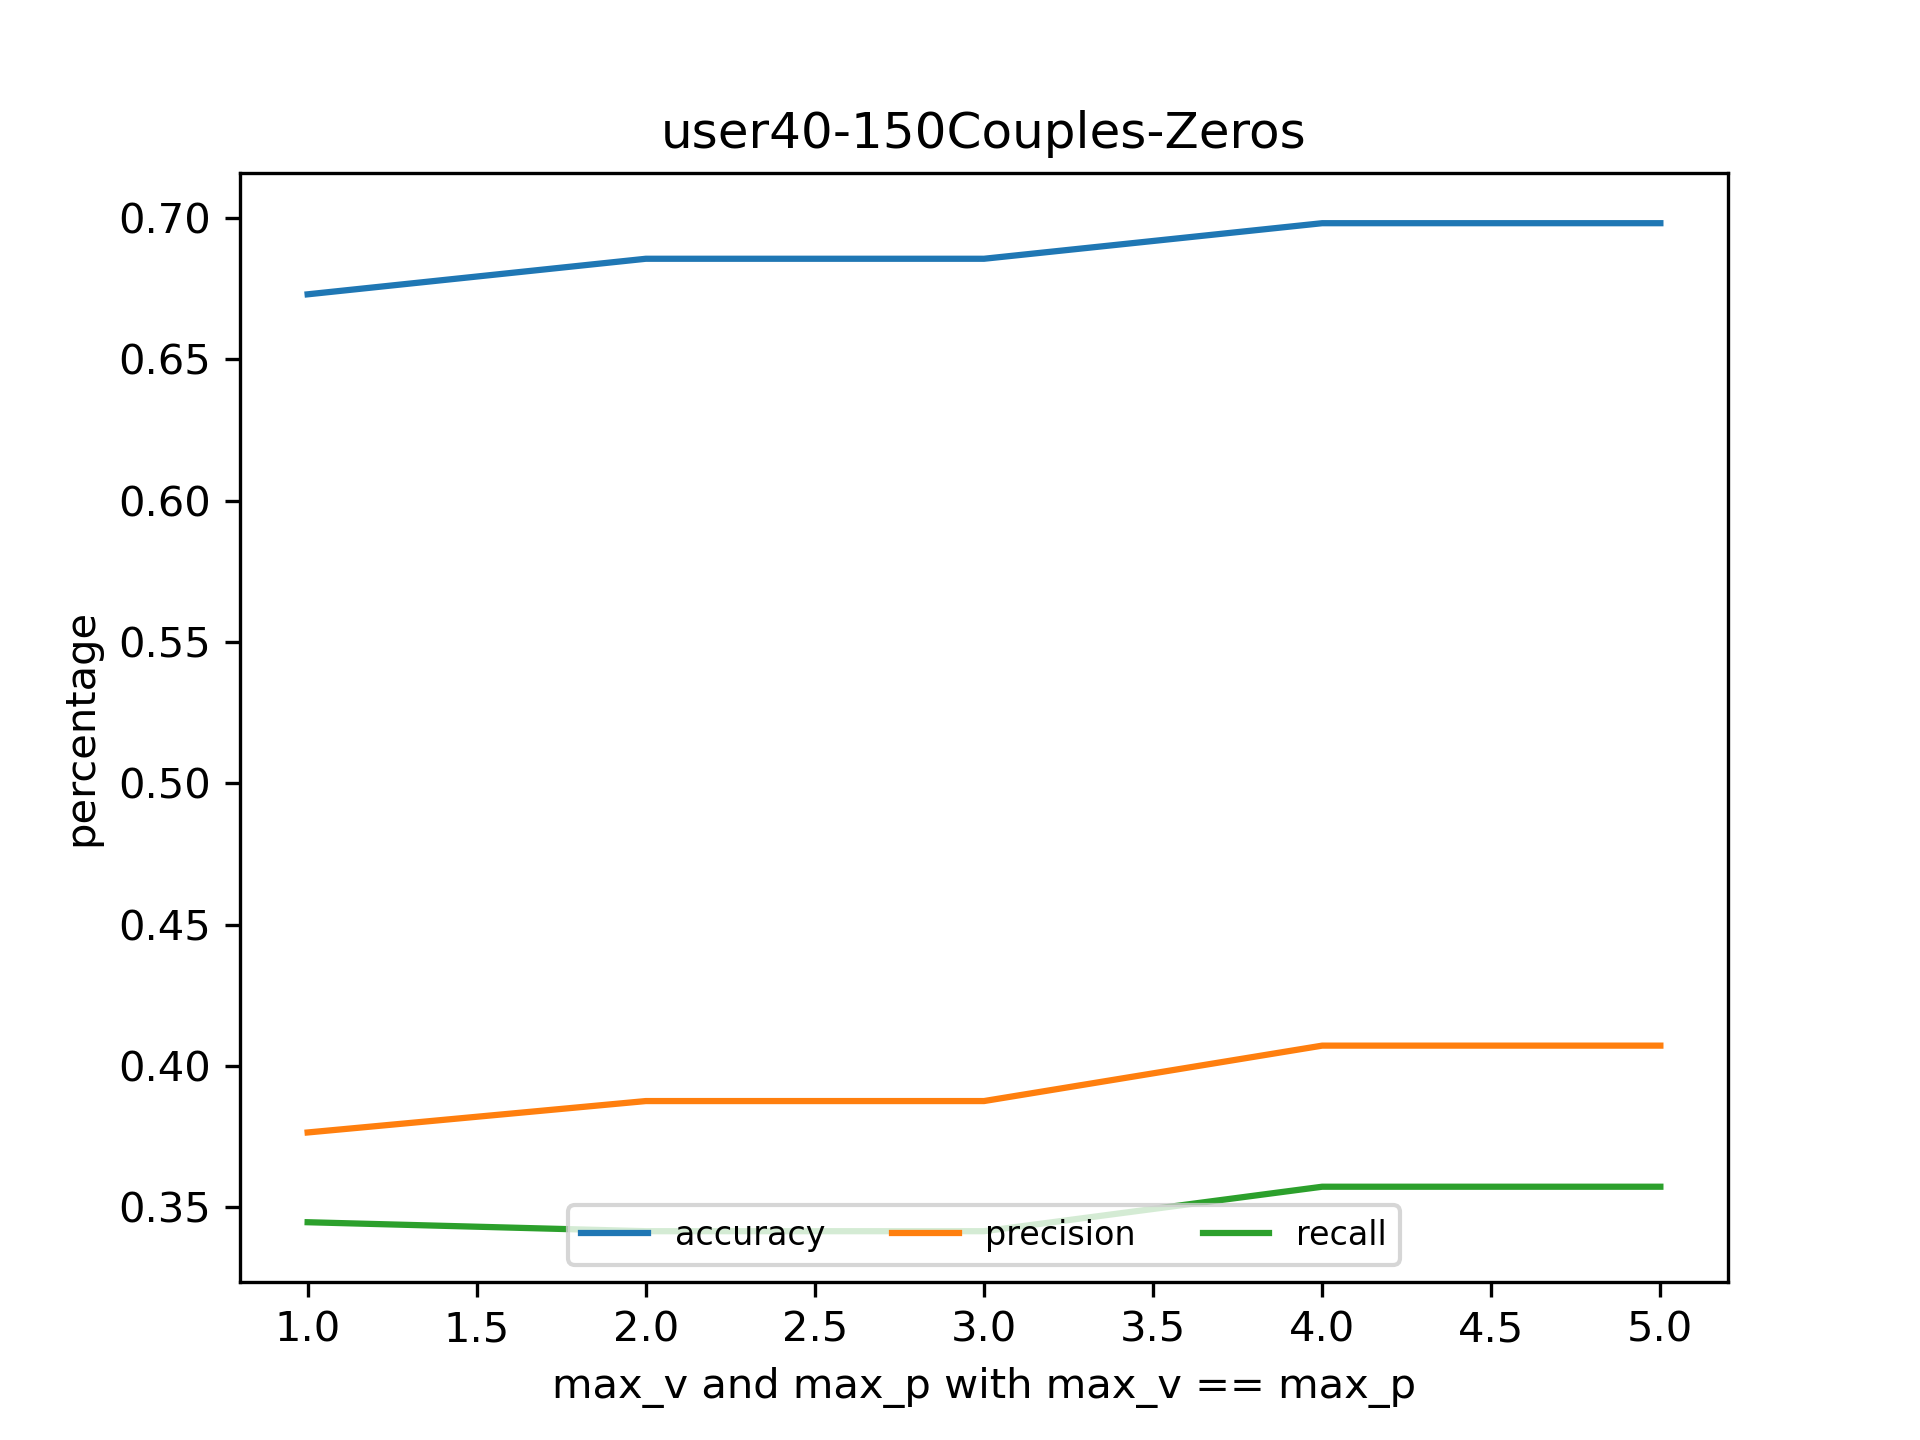 user40-150Couples-Zeros
0.70
0.65
0.60
0.55
0.50
0.45
0.40
0.35
percentage
accuracy precision recall
1.0 1.5 2.0 2.5 3.0 3.5 4.0 4.5 5.0
max_v and max_p with max_v == max_p